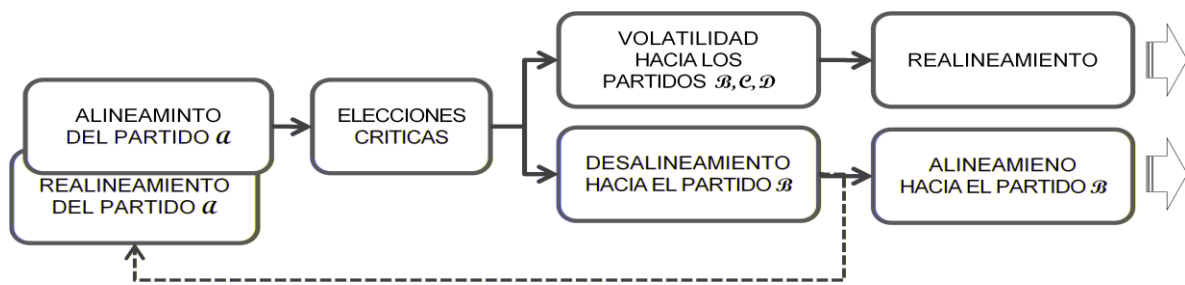 ALINEAMINTO
DEL PARTIDO 𝒂
REALINEAMIENTO
DEL PARTIDO 𝒂
ELECCIONES
CRITICAS
VOLATILIDAD
HACIA LOS
PARTIDOS ℬ, 𝒞, 𝒟
REALINEAMIENTO
DESALINEAMIENTO
HACIA EL PARTIDO ℬ
ALINEAMIENO
HACIA EL PARTIDO ℬ